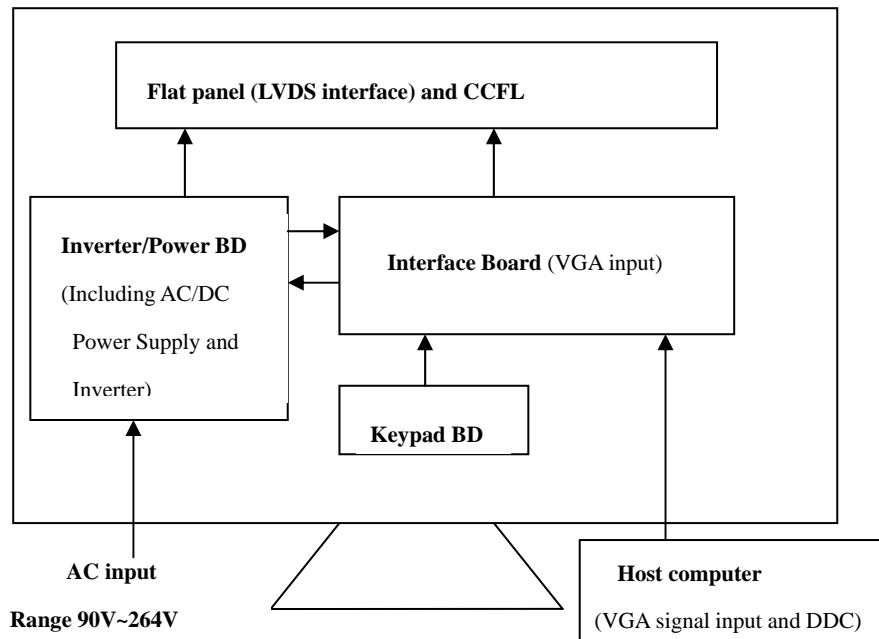 Flat panel (LVDS interface) and CCFL
Inverter/Power BD
(Including AC/DC
Power Supply and
Inverter)
Interface Board (VGA input)
Keypad BD
AC input
Range 90V~264V
Host computer
(VGA signal input and DDC)